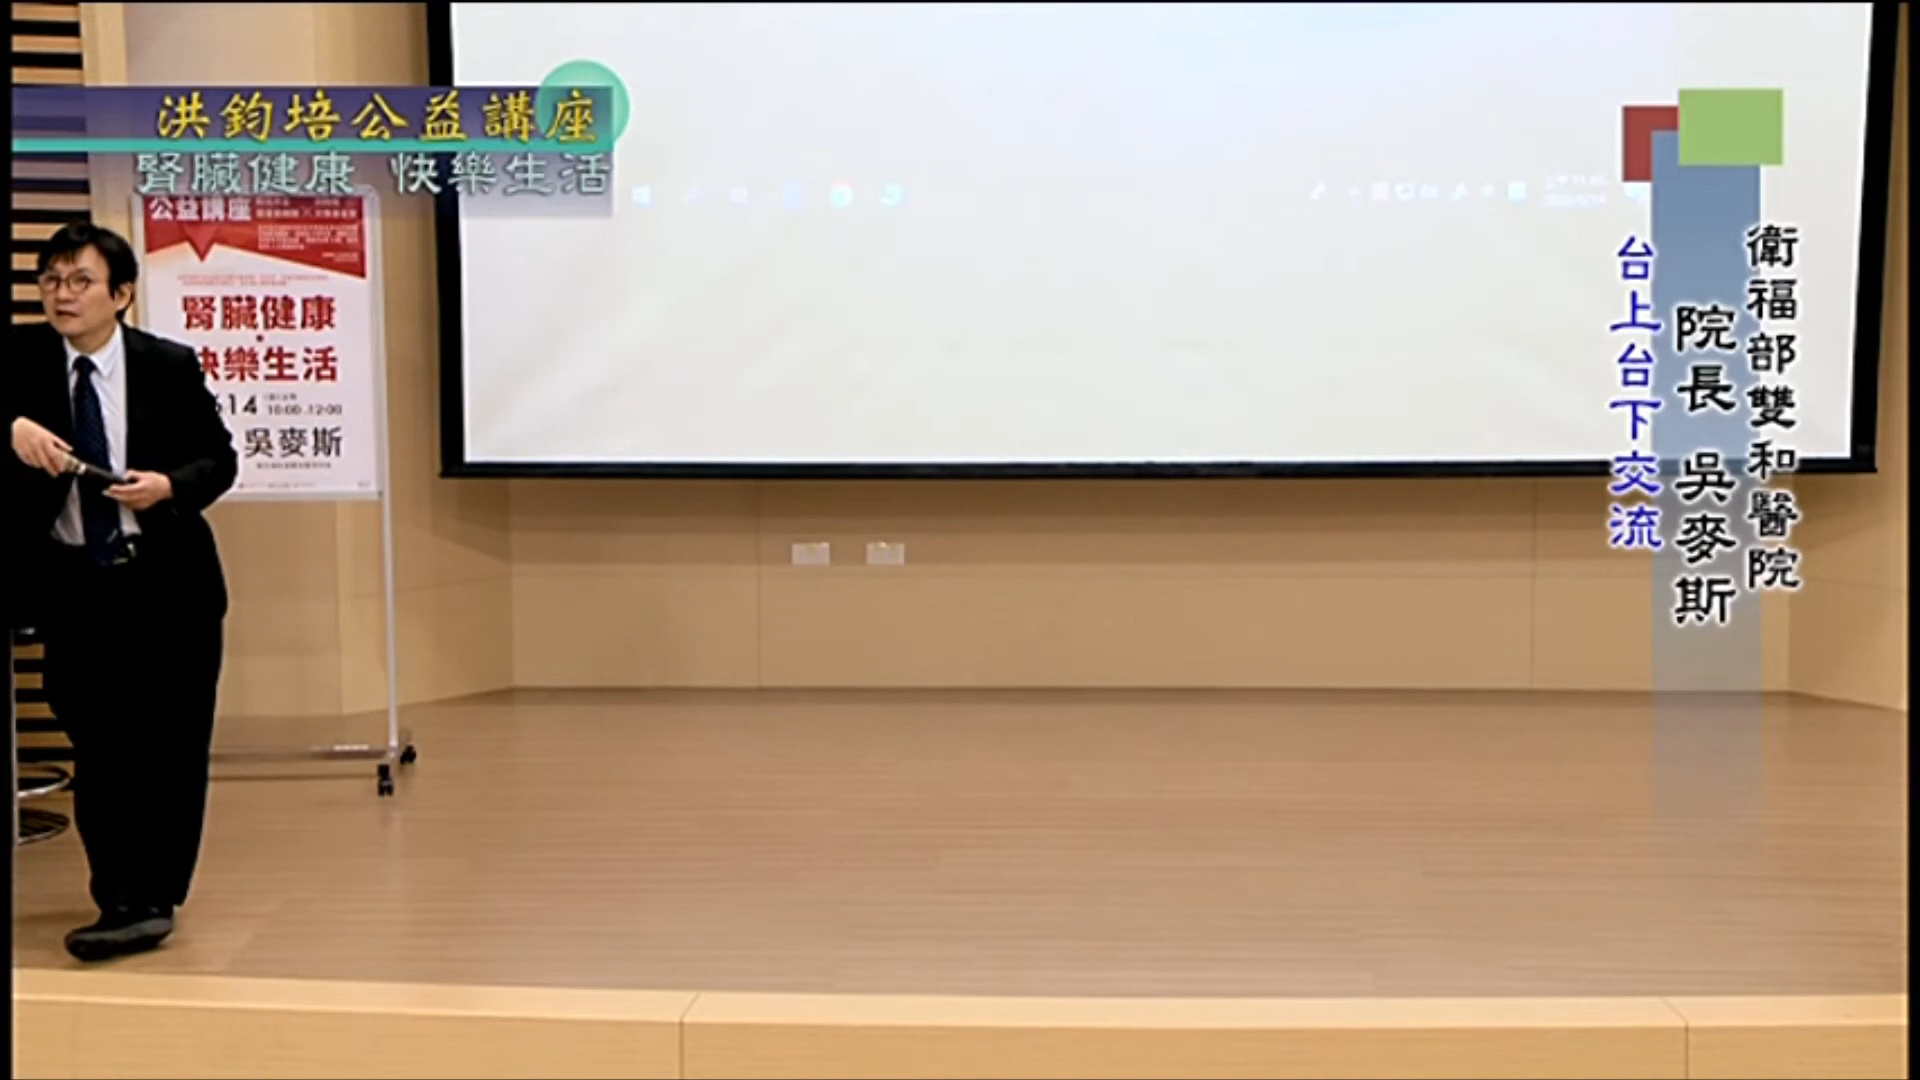 洪鈞培公益講座
腎臟健康 快樂生活
公益講座
腎臟健康
快樂生活
614 10:00-12:00
吳麥斯
衛福部雙和醫院
院長 吳麥斯
台上台下交流